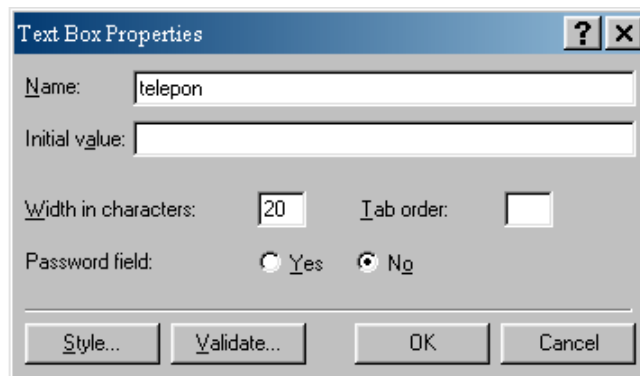 Text Box Properties
Name: telepon
Initial value:
Width in characters: 20 Tab order:
Password field: Yes No
Style... Validate... OK Cancel